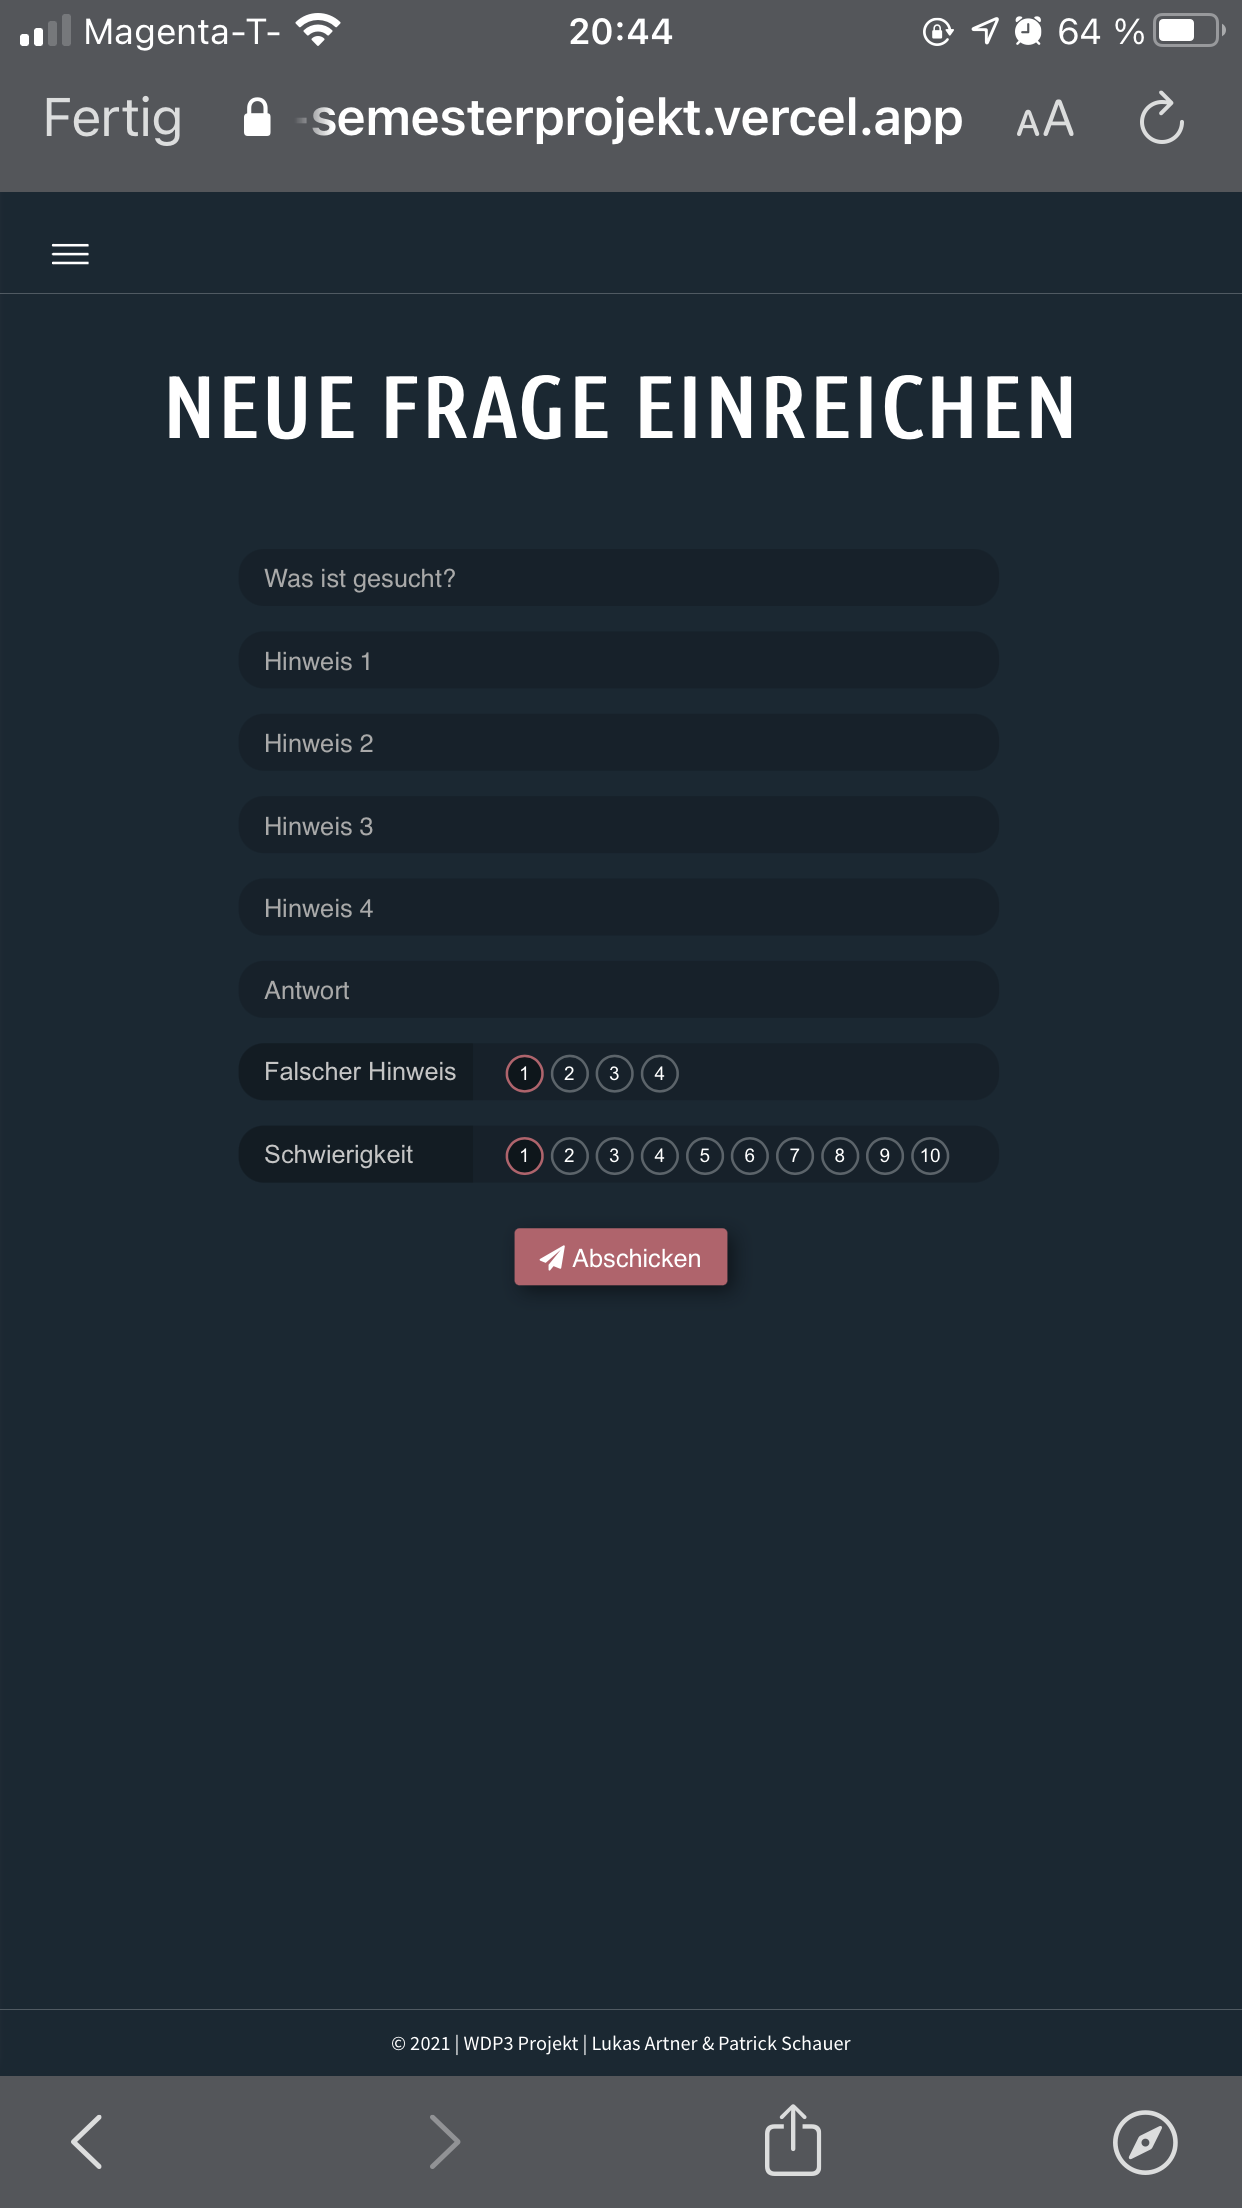 Magenta-T- 20:44 64 %
Fertig -semesterprojekt.vercel.app AA
NEUE FRAGE EINREICHEN
Was ist gesucht?
Hinweis 1
Hinweis 2
Hinweis 3
Hinweis 4
Antwort
Falscher Hinweis 1 2 3 4
Schwierigkeit 1 2 3 4 5 6 7 8 9 10
Abschicken
© 2021 | WDP3 Projekt | Lukas Artner & Patrick Schauer